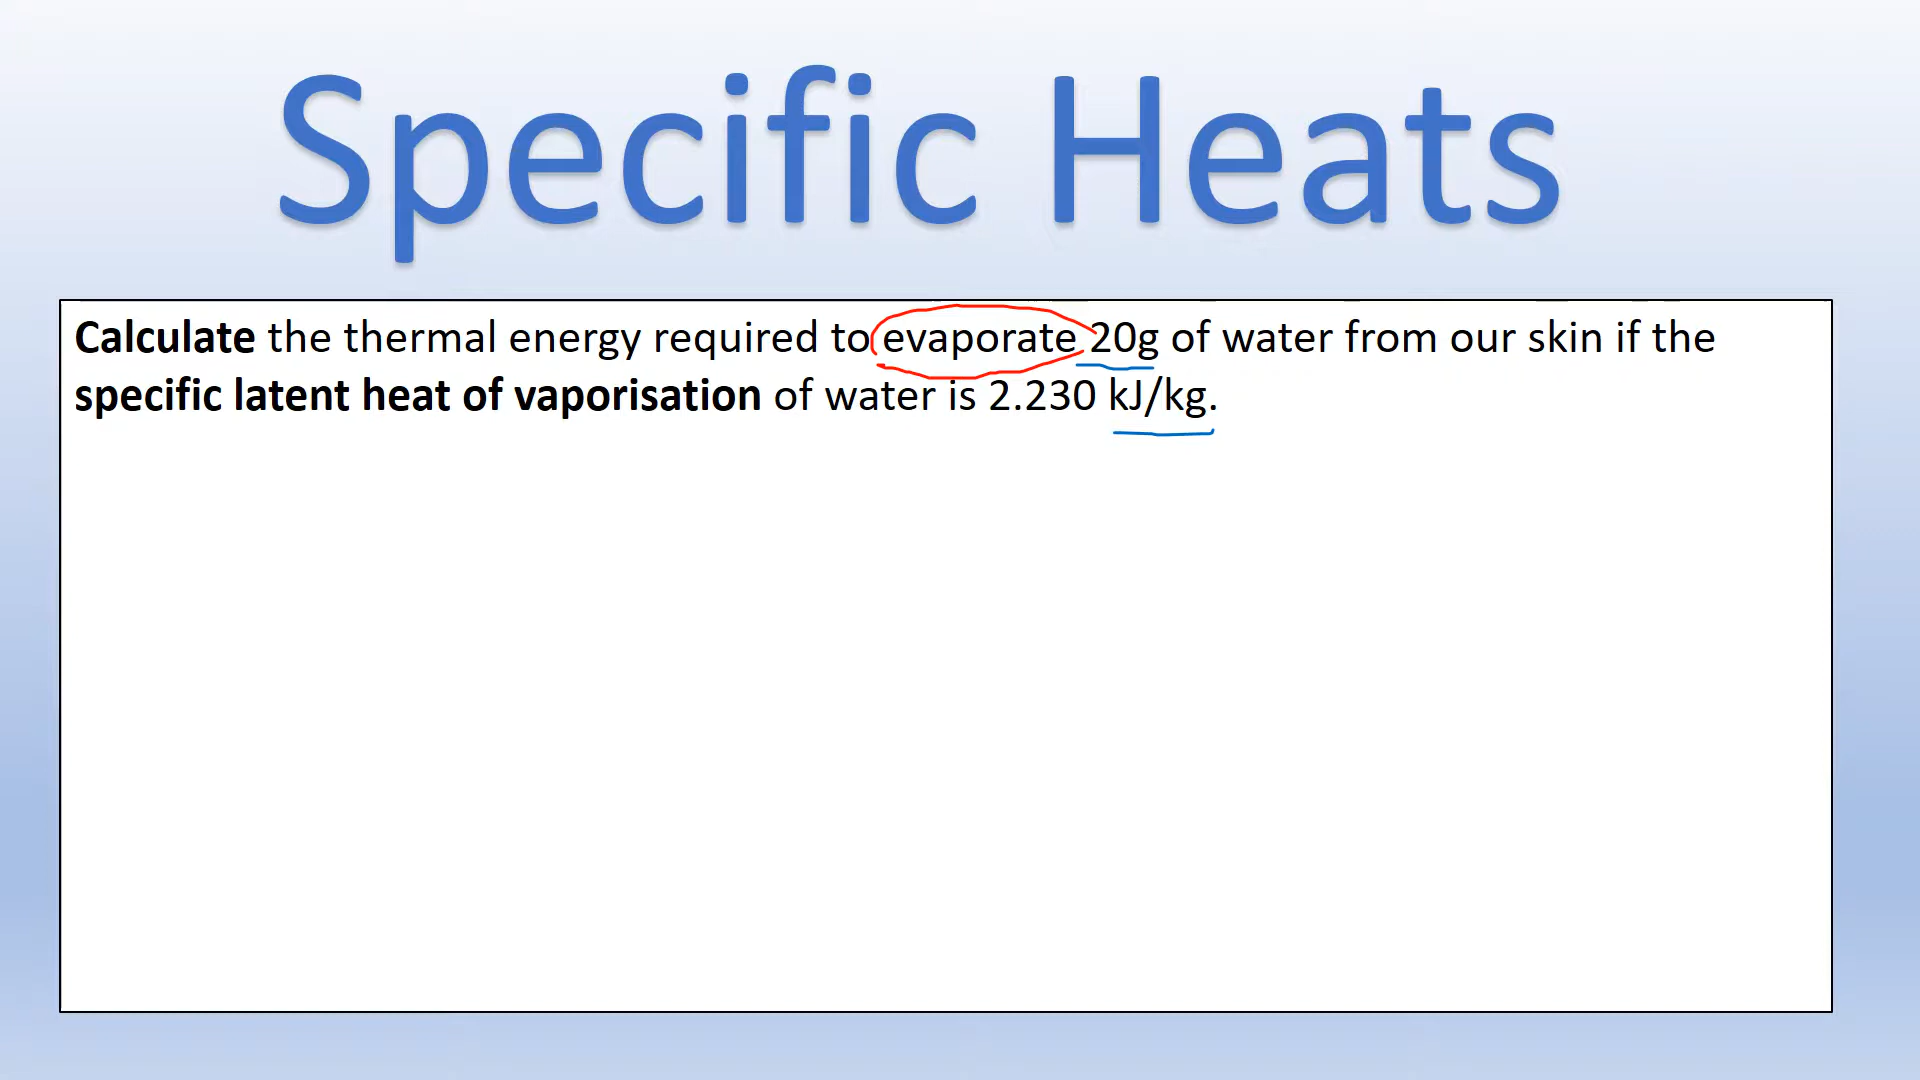 Specific Heats
Calculate the thermal energy required to evaporate 20g of water from our skin if the
specific latent heat of vaporisation of water is 2.230 kJ/kg.